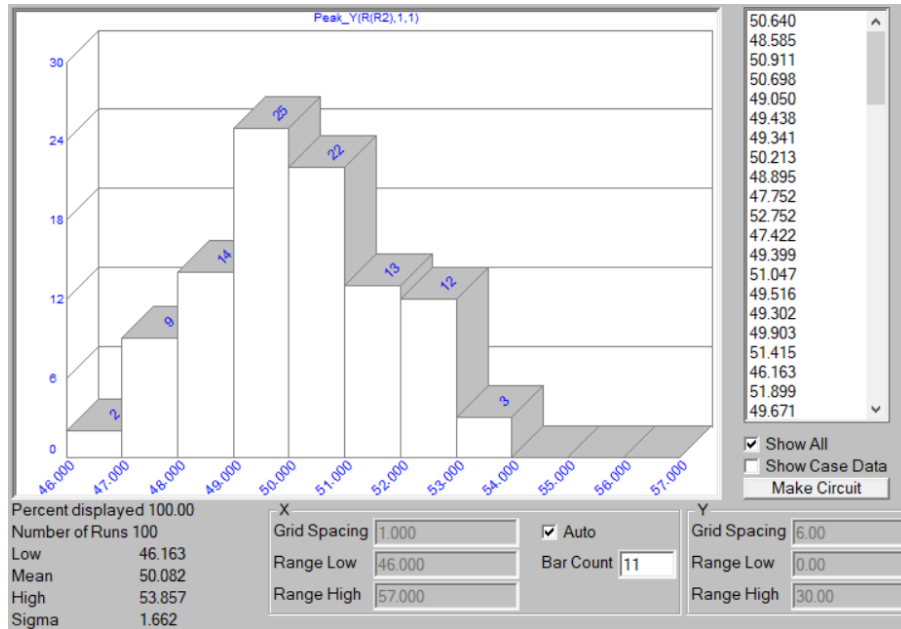 Peak_Y(R(R2),1,1)
30
24
18
12
6
0
2
9
14
25
22
13
12
3
46.000
47.000
48.000
49.000
50.000
51.000
52.000
53.000
54.000
55.000
56.000
57.000
50.640
48.585
50.911
50.698
49.050
49.438
49.341
50.213
48.895
47.752
52.752
47.422
49.399
51.047
49.516
49.302
49.903
51.415
46.163
51.899
49.671
Show All
Show Case Data
Make Circuit
Percent displayed 100.00
Number of Runs 100
Low 46.163
Mean 50.082
High 53.857
Sigma 1.662
X
Grid Spacing 1.000
Auto
Range Low 46.000
Bar Count 11
Range High 57.000
Y
Grid Spacing 6.00
Range Low 0.00
Range High 30.00